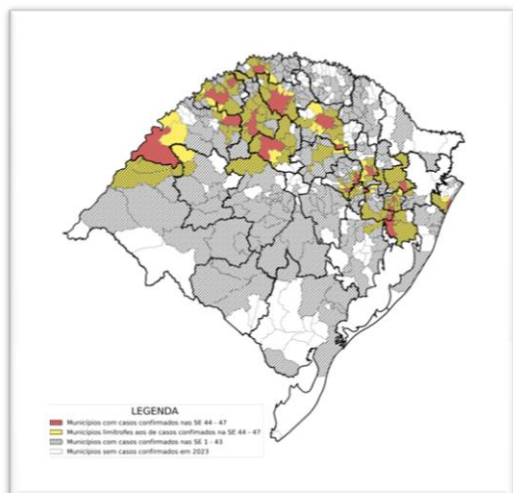 LEGENDA
Municípios com casos confirmados nas SE 44 - 47
Municípios limítrofes aos de casos confimados na SE 44 - 47
Municípios com casos confirmados nas SE 1 - 43
Municípios sem casos confirmados em 2023